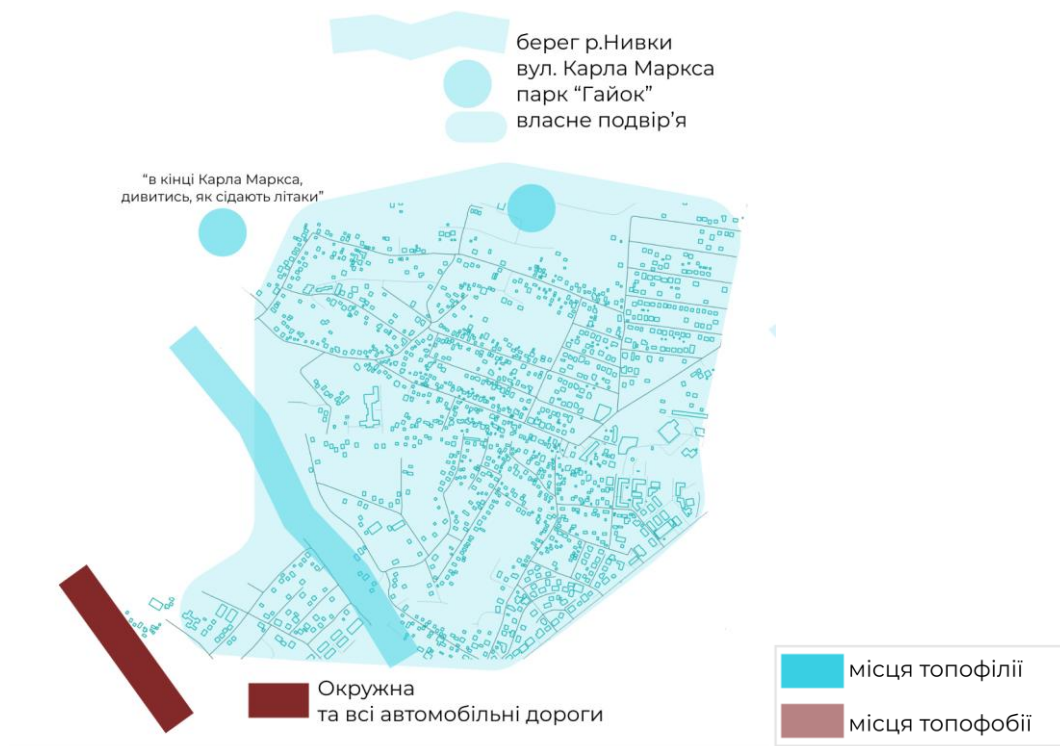 берег р.Нивки
вул. Карла Маркса
парк “Гайок”
власне подвір’я
“в кінці Карла Маркса,
дивитись, як сідають літаки”
Окружна
та всі автомобільні дороги
місця топофілії
місця топофобії